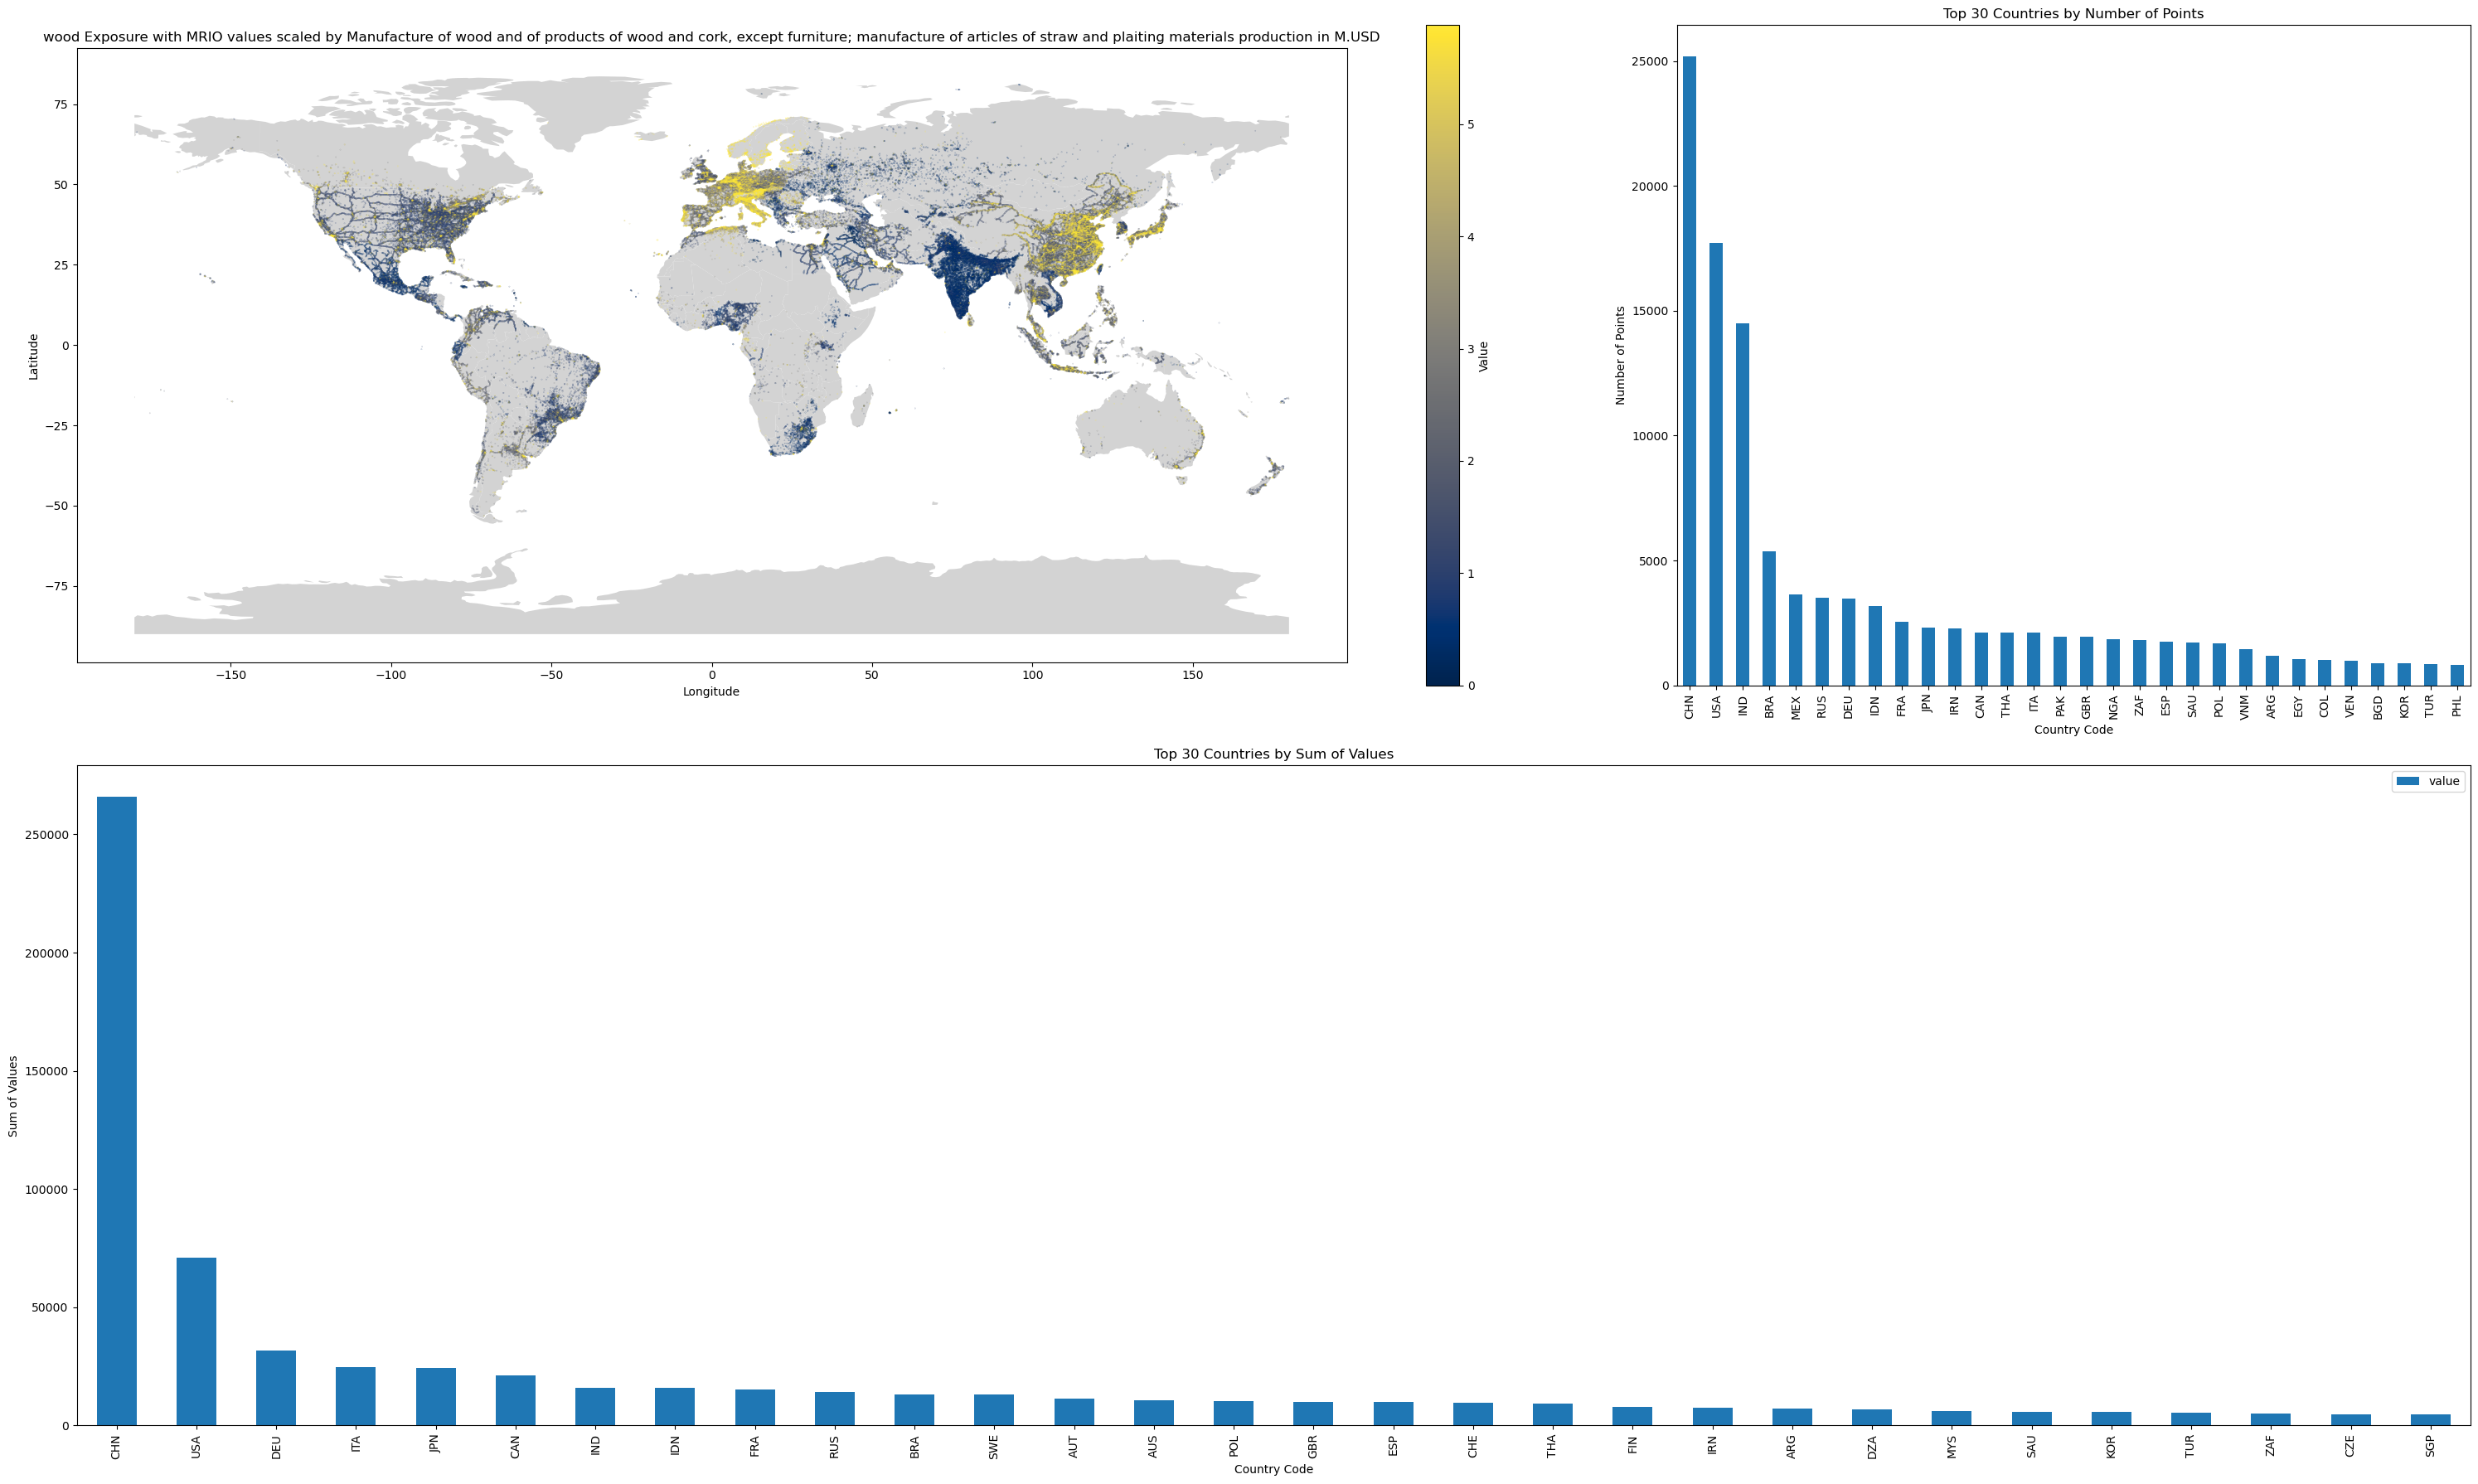 wood Exposure with MRIO values scaled by Manufacture of wood and of products of wood and cork, except furniture; manufacture of articles of straw and plaiting materials production in M.USD
75
50
25
0
−25
−50
−75
Latitude
−150
−100
−50
0
50
100
150
Longitude
5
4
3
2
1
0
Value
Top 30 Countries by Number of Points
25000
20000
15000
10000
5000
0
Number of Points
CHN
USA
IND
BRA
MEX
RUS
DEU
IDN
FRA
JPN
IRN
CAN
THA
ITA
PAK
GBR
NGA
ZAF
ESP
SAU
POL
VNM
ARG
EGY
COL
VEN
BGD
KOR
TUR
PHL
Country Code
Top 30 Countries by Sum of Values
value
250000
200000
150000
100000
50000
0
Sum of Values
CHN
USA
DEU
ITA
JPN
CAN
IND
IDN
FRA
RUS
BRA
SWE
AUT
AUS
POL
GBR
ESP
CHE
THA
FIN
IRN
ARG
DZA
MYS
SAU
KOR
TUR
ZAF
CZE
SGP
Country Code